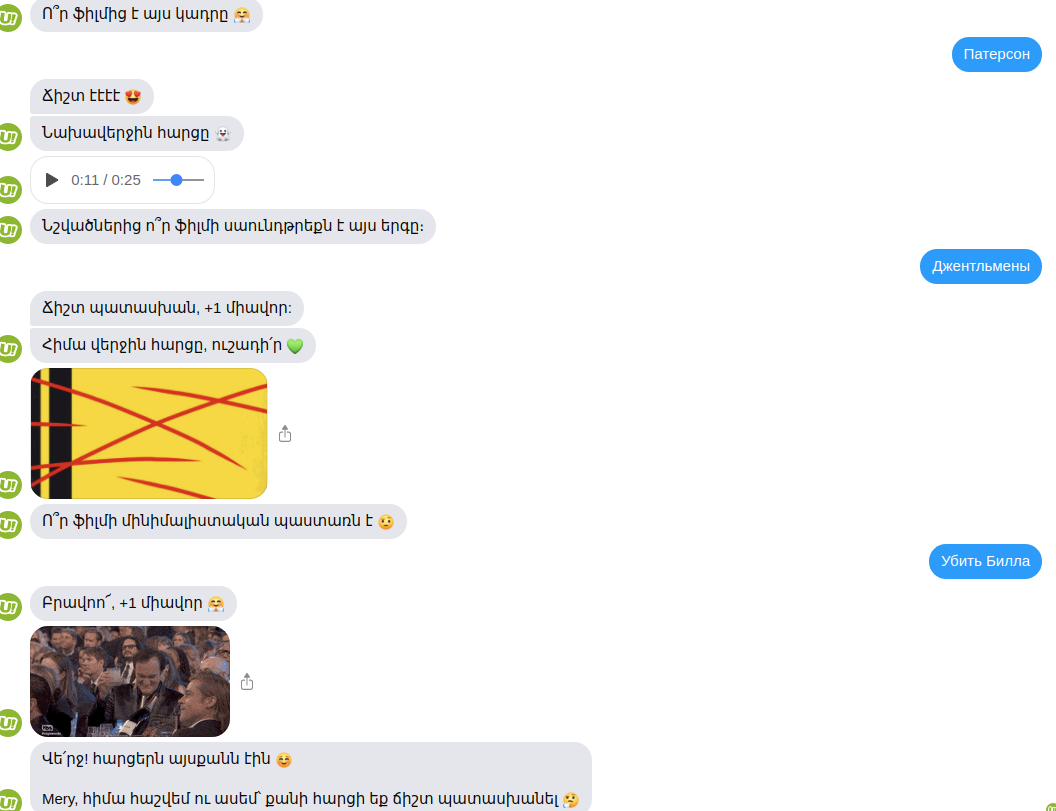 Ո՞ր ֆիլմից է այս կադրը 🤗
Патерсон
Ճիշտ էէէէ 😍
Նախավերջին հարցը 👻
0:11 / 0:25
Նշվածներից ո՞ր ֆիլմի սաունդթրեքն է այս երգը։
Джентльмены
Ճիշտ պատասխան, +1 միավոր:
Հիմա վերջին հարցը, ուշադի՛ր 💚
Ո՞ր ֆիլմի մինիմալիստական պաստառն է 🤨
Убить Билла
Բրավոո՜, +1 միավոր 🤗
Վե՛րջ! հարցերն այսքանն էին 😊
Mery, հիմա հաշվեմ ու ասեմ՝ քանի հարցի եք ճիշտ պատասխանել 🤔